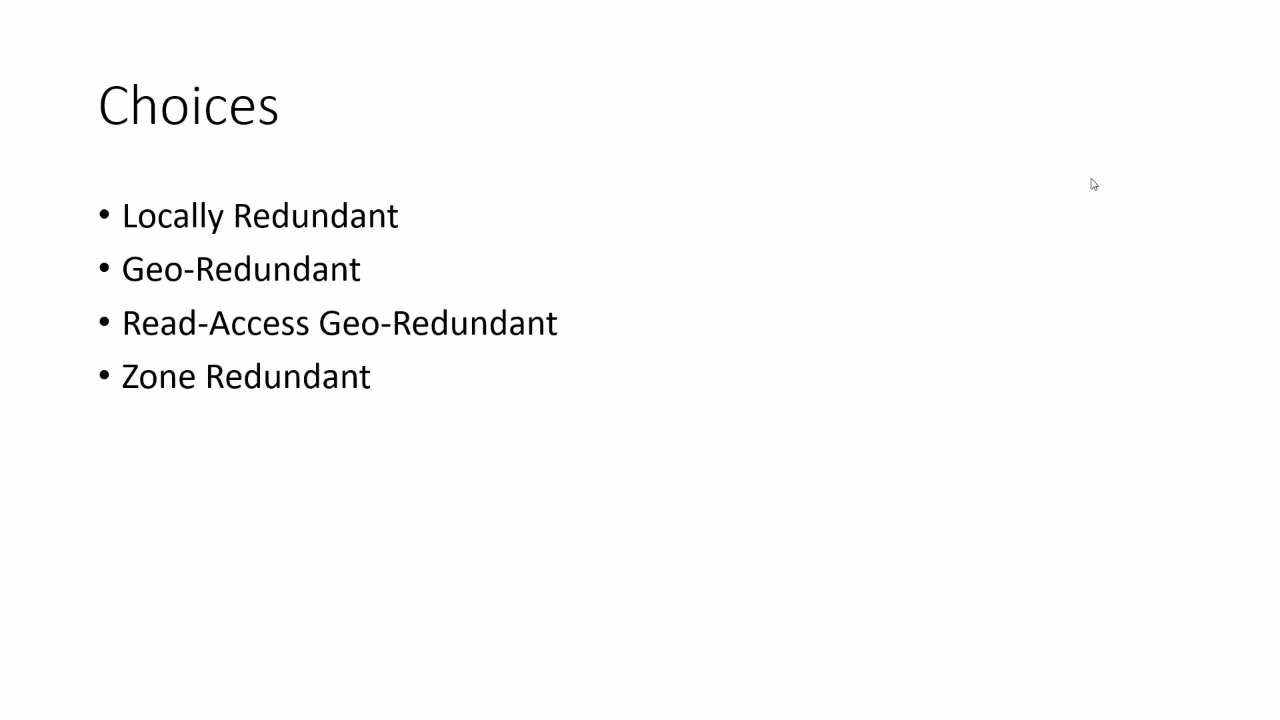 Choices
• Locally Redundant
• Geo-Redundant
• Read-Access Geo-Redundant
• Zone Redundant